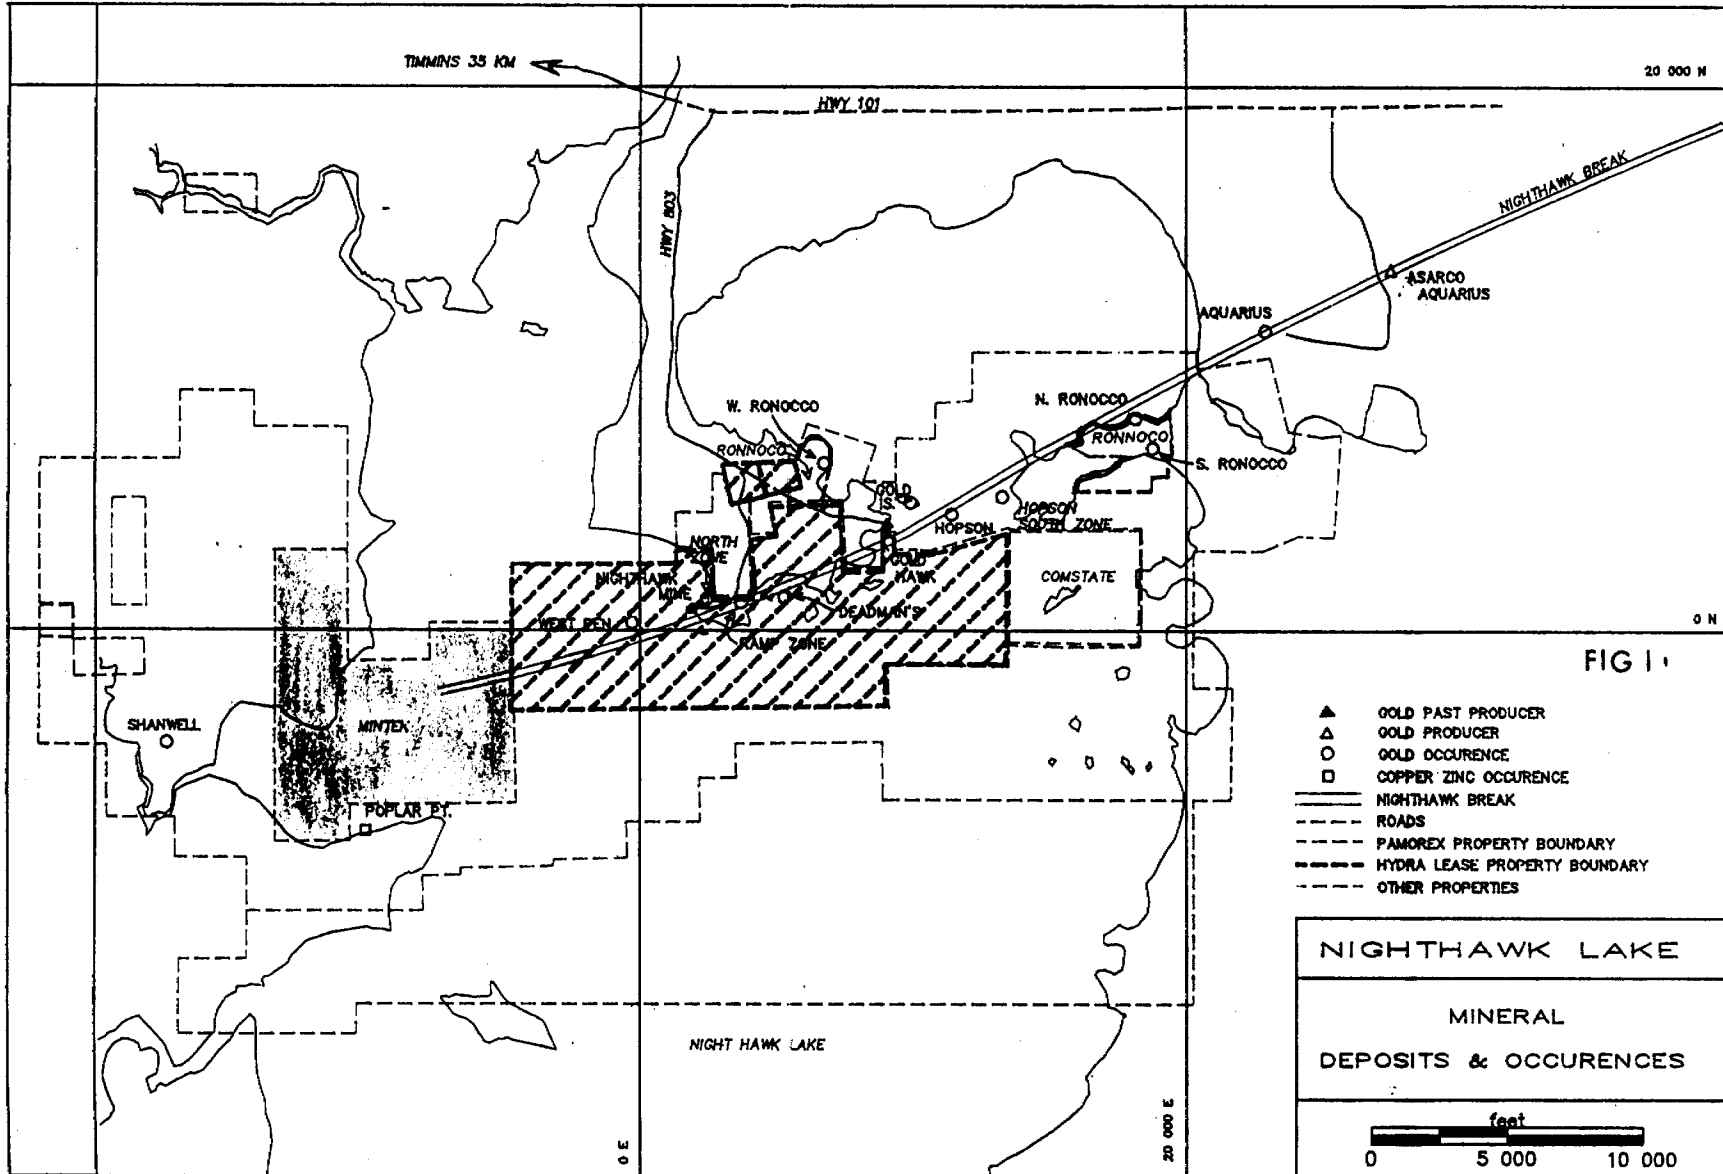 TIMMINS 35 KM
20 000 N
HWY 101
HWY 803
NIGHTHAWK BREAK
ASARCO
AQUARIUS
AQUARIUS
W. RONOCCO
N. RONOCCO
RONNOCO
RONNOCO
S. RONOCCO
GOLD
IS.
HOPSON
HOPSON
SOUTH ZONE
NORTH
ZONE
GOLD
HAWK
NIGHTHAWK
MINE
COMSTATE
DEADMAN'S
WEST PEN
RAMP ZONE
0 N
FIG 1
SHANWELL
MINTEK
POPLAR PT.
GOLD PAST PRODUCER
GOLD PRODUCER
GOLD OCCURENCE
COPPER ZINC OCCURENCE
NIGHTHAWK BREAK
ROADS
PAMOREX PROPERTY BOUNDARY
HYDRA LEASE PROPERTY BOUNDARY
OTHER PROPERTIES
NIGHTHAWK LAKE
MINERAL
DEPOSITS & OCCURENCES
NIGHT HAWK LAKE
0 E
20 000 E
feet
0 5 000 10 000